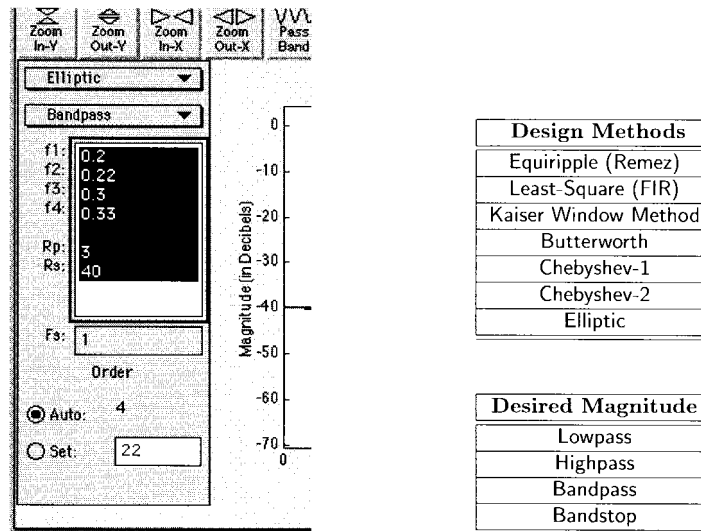 Zoom In-Y
Zoom Out-Y
Zoom In-X
Zoom Out-X
Pass Band
Elliptic
Bandpass
f1: 0.2
f2: 0.22
f3: 0.3
f4: 0.33
Rp: 3
Rs: 40
Fs: 1
Order
Auto: 4
Set: 22
Magnitude (in Decibels)
0
-10
-20
-30
-40
-50
-60
-70
0
Design Methods
Equiripple (Remez)
Least-Square (FIR)
Kaiser Window Method
Butterworth
Chebyshev-1
Chebyshev-2
Elliptic
Desired Magnitude
Lowpass
Highpass
Bandpass
Bandstop